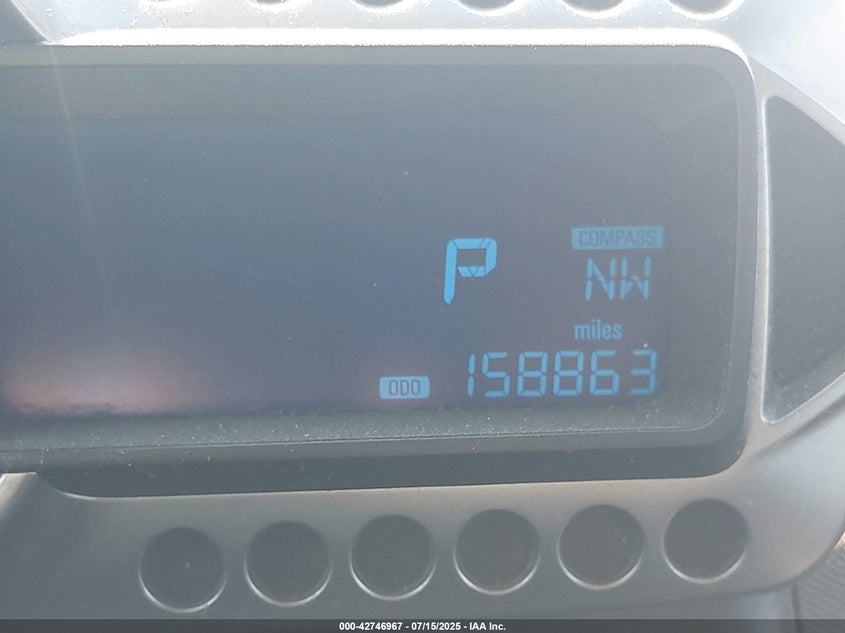 COMPASS
P NW
miles
ODO 158863
000-42746967 - 07/15/2025 - IAA Inc.